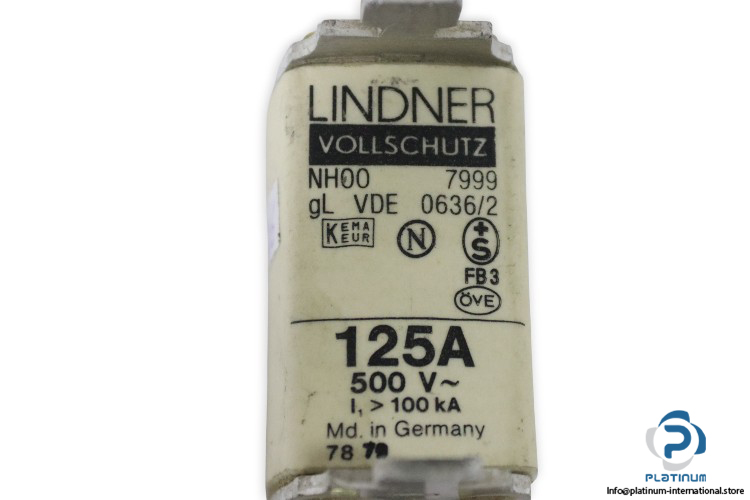 LINDNER
VOLLSCHUTZ
NH00 7999
gL VDE 0636/2
KEMA KEUR
N
+S
FB3
ÖVE
125A
500 V~
I₁ > 100 kA
Md. in Germany
78
PLATINUM
Info@platinum-international.store